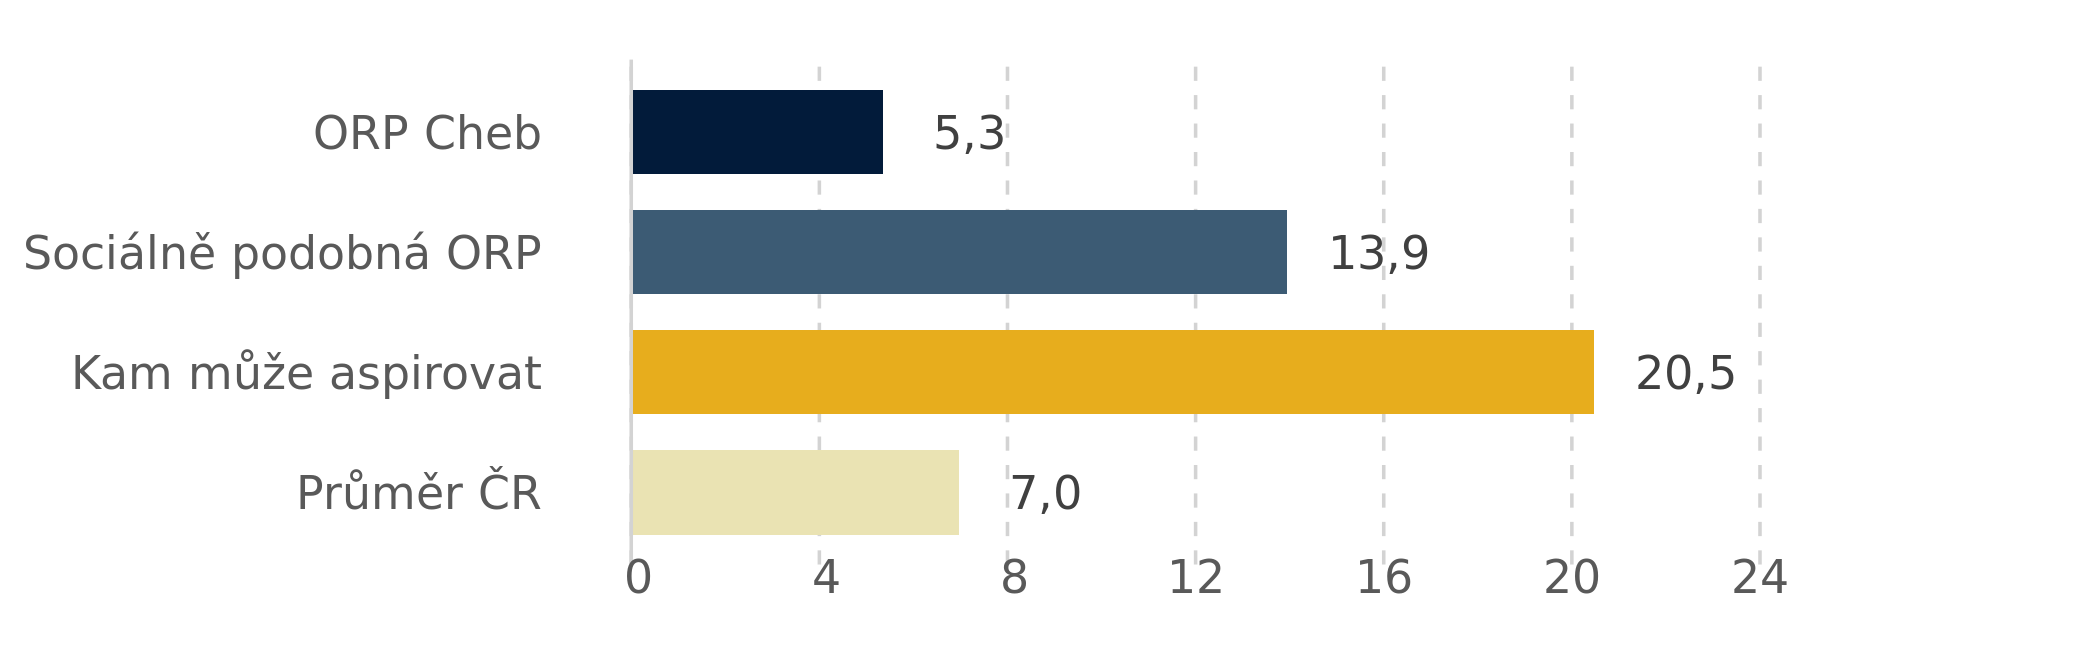 ORP Cheb 5,3
Sociálně podobná ORP 13,9
Kam může aspirovat 20,5
Průměr ČR 7,0
0 4 8 12 16 20 24